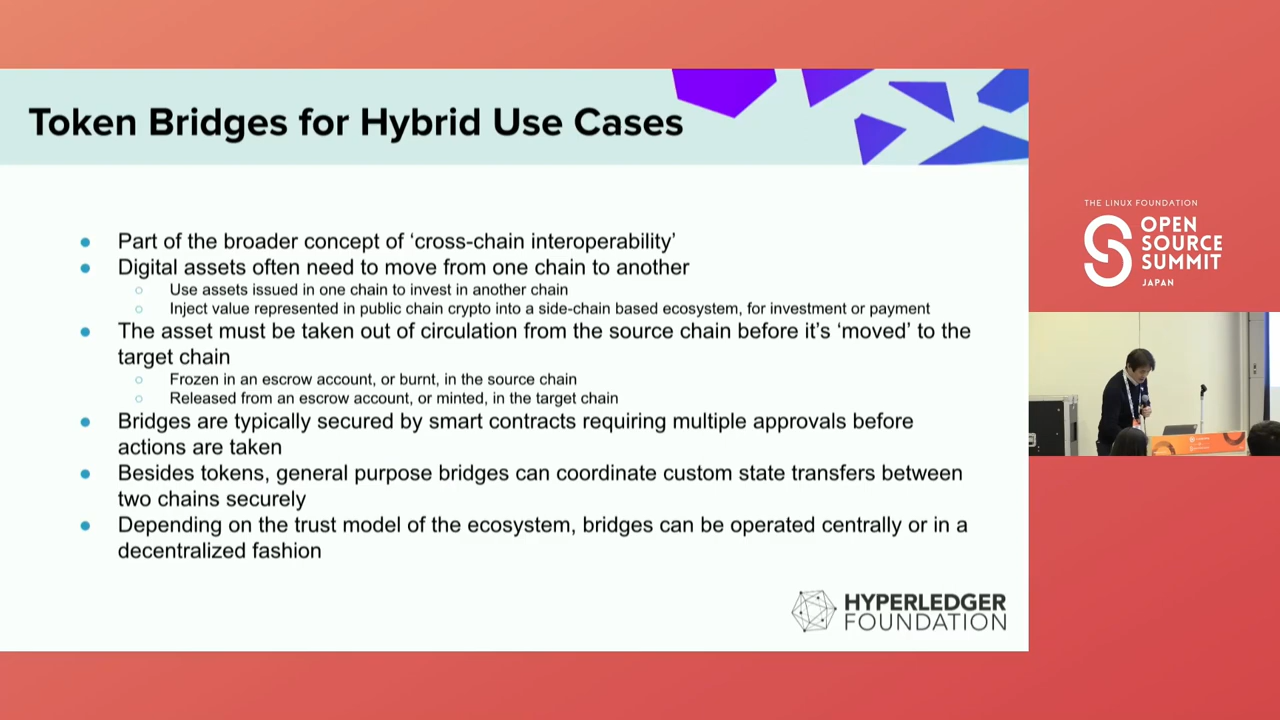 Token Bridges for Hybrid Use Cases
● Part of the broader concept of ‘cross-chain interoperability’
● Digital assets often need to move from one chain to another
○ Use assets issued in one chain to invest in another chain
○ Inject value represented in public chain crypto into a side-chain based ecosystem, for investment or payment
● The asset must be taken out of circulation from the source chain before it’s ‘moved’ to the
target chain
○ Frozen in an escrow account, or burnt, in the source chain
○ Released from an escrow account, or minted, in the target chain
● Bridges are typically secured by smart contracts requiring multiple approvals before
actions are taken
● Besides tokens, general purpose bridges can coordinate custom state transfers between
two chains securely
● Depending on the trust model of the ecosystem, bridges can be operated centrally or in a
decentralized fashion
HYPERLEDGER
FOUNDATION
THE LINUX FOUNDATION
OPEN
SOURCE
SUMMIT
JAPAN